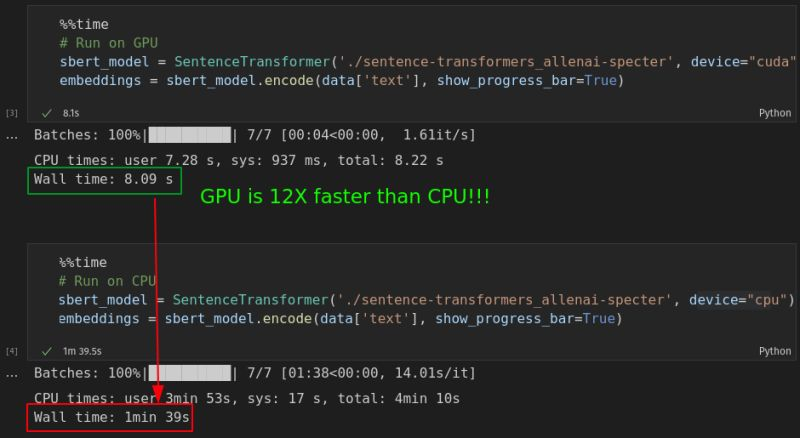 %%time
# Run on GPU
sbert_model = SentenceTransformer('./sentence-transformers_allenai-specter', device="cuda"
embeddings = sbert_model.encode(data['text'], show_progress_bar=True)
[3] ✓ 8.1s Python
... Batches: 100%|██████████| 7/7 [00:04<00:00, 1.61it/s]
CPU times: user 7.28 s, sys: 937 ms, total: 8.22 s
Wall time: 8.09 s
GPU is 12X faster than CPU!!!
%%time
# Run on CPU
sbert_model = SentenceTransformer('./sentence-transformers_allenai-specter', device="cpu")
embeddings = sbert_model.encode(data['text'], show_progress_bar=True)
[4] ✓ 1m 39.5s Python
... Batches: 100%|██████████| 7/7 [01:38<00:00, 14.01s/it]
CPU times: user 3min 53s, sys: 17 s, total: 4min 10s
Wall time: 1min 39s